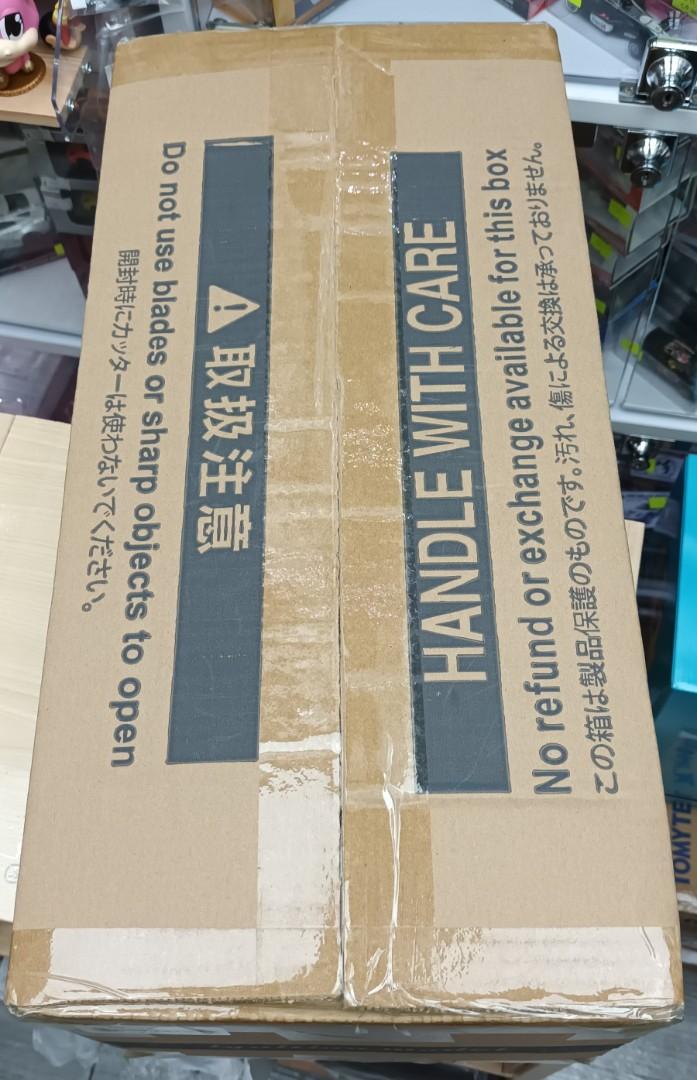 Do not use blades or sharp objects to open
開封時にカッターは使わないでください。
取扱注意
HANDLE WITH CARE
No refund or exchange available for this box
この箱は製品保護のものです。汚れ、傷による交換は承っておりません。
TOMYTE